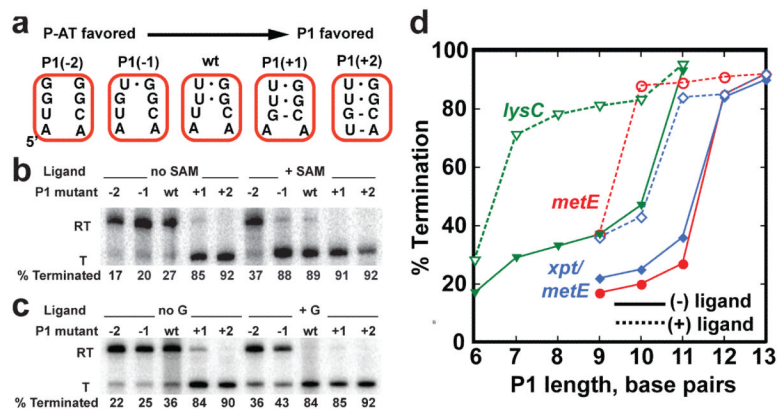 a
P-AT favored
P1 favored
P1(-2) P1(-1) wt P1(+1) P1(+2)
G G U · G U · G U · G U · G
G G G G U · G U · G U · G
U C U C U C G - C G - C
A A A A A A A A U - A
5'
b
Ligand no SAM + SAM
P1 mutant -2 -1 wt +1 +2 -2 -1 wt +1 +2
RT
T
% Terminated 17 20 27 85 92 37 88 89 91 92
c
Ligand no G + G
P1 mutant -2 -1 wt +1 +2 -2 -1 wt +1 +2
RT
T
% Terminated 22 25 36 84 90 36 43 84 85 92
d
100
80
60
40
20
0
% Termination
lysC
metE
xpt/
metE
(-) ligand
(+) ligand
6 7 8 9 10 11 12 13
P1 length, base pairs